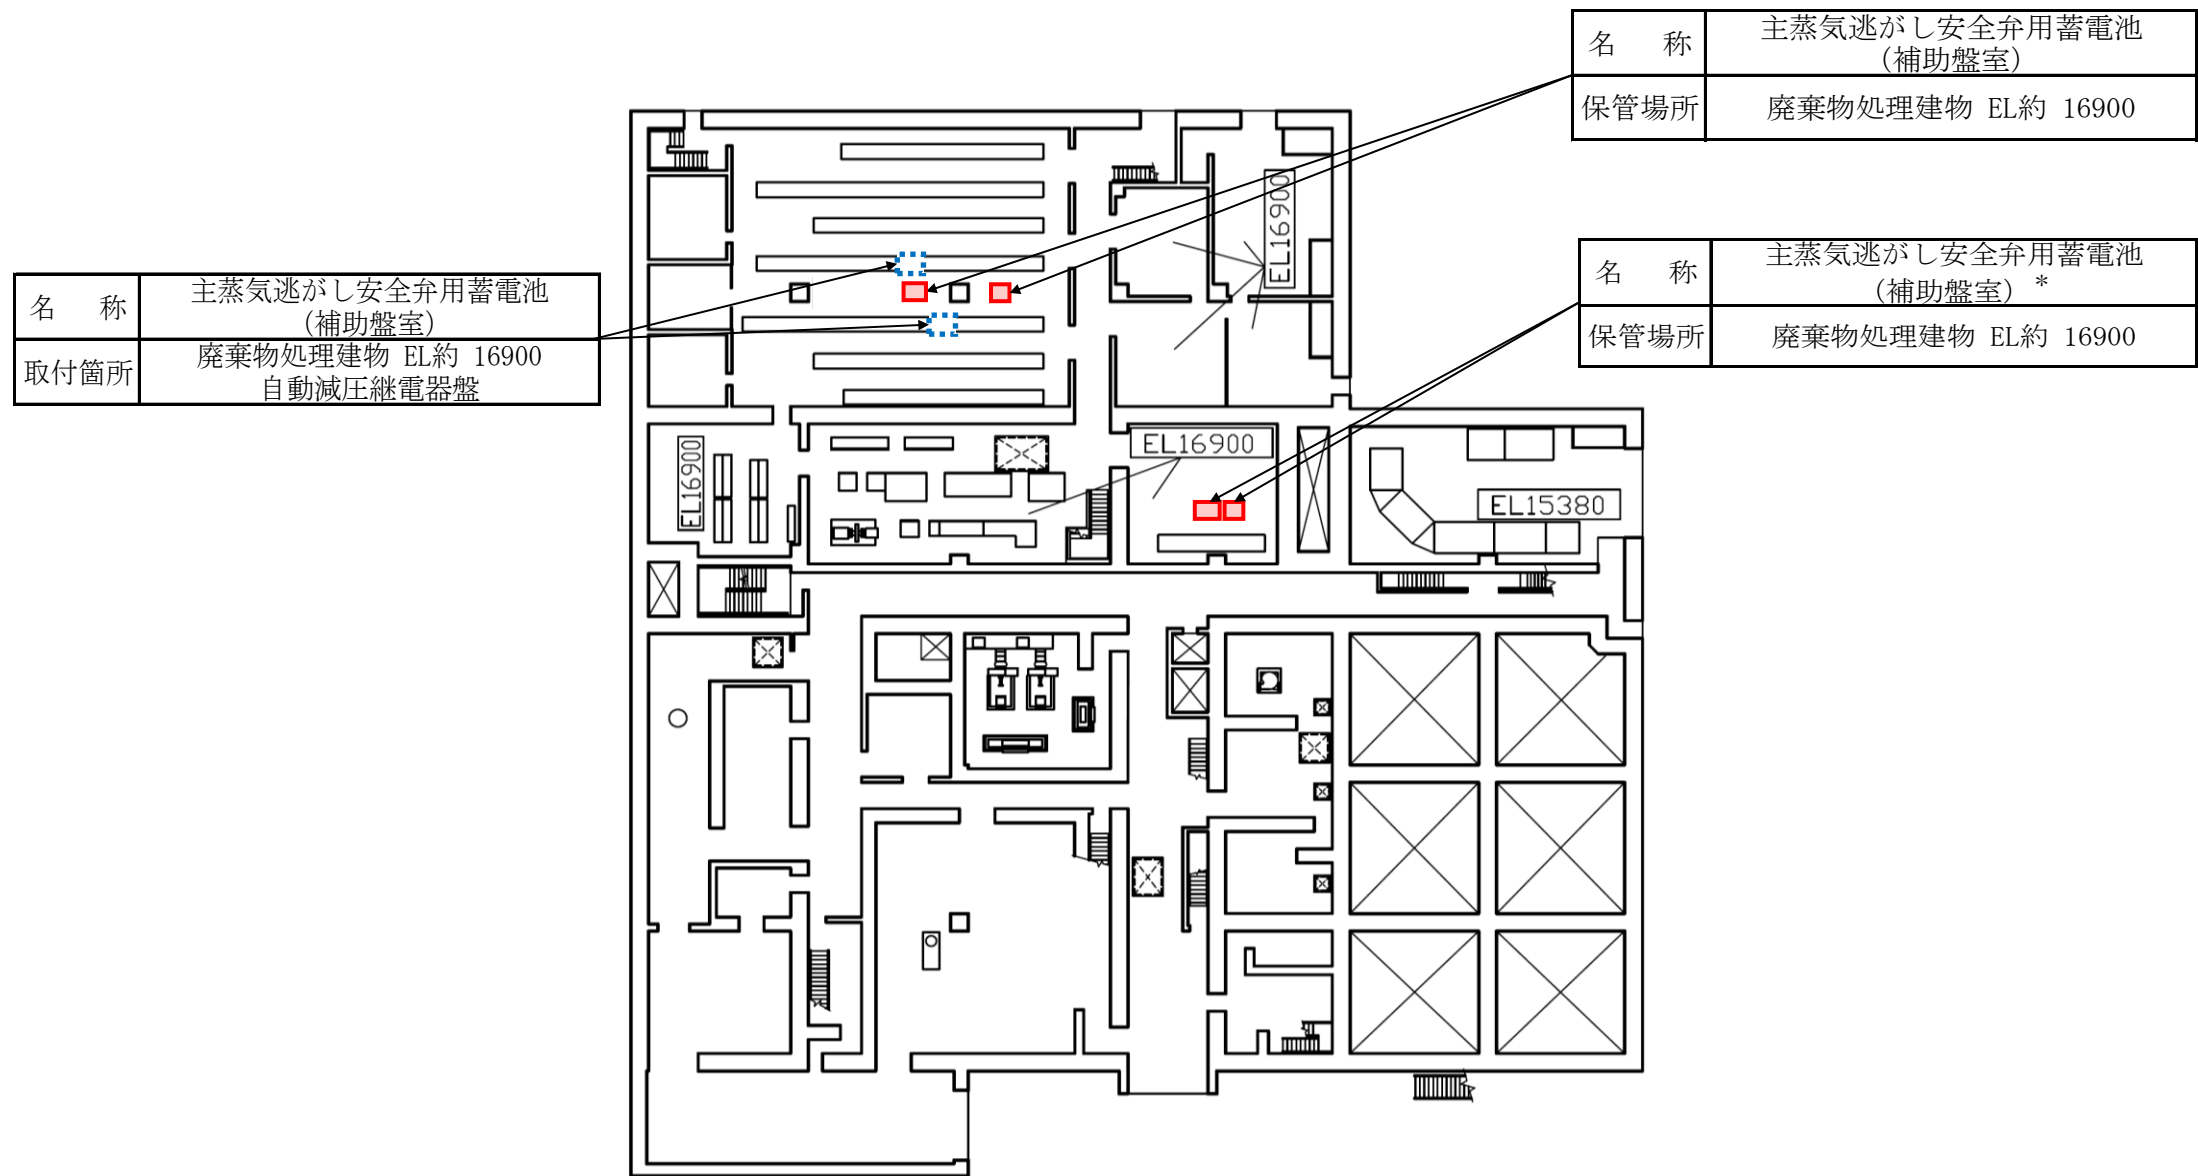 名　称
主蒸気逃がし安全弁用蓄電池
(補助盤室)
保管場所
廃棄物処理建物 EL約 16900
名　称
主蒸気逃がし安全弁用蓄電池
(補助盤室) *
保管場所
廃棄物処理建物 EL約 16900
名　称
主蒸気逃がし安全弁用蓄電池
(補助盤室)
取付箇所
廃棄物処理建物 EL約 16900
自動減圧継電器盤
EL16900
EL16900
EL16900
EL15380